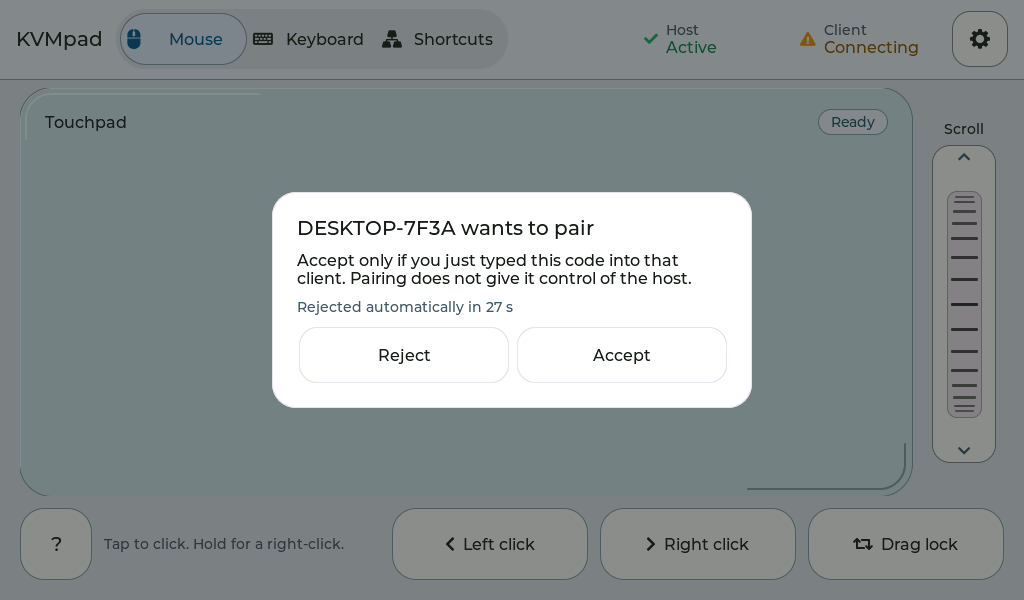 KVMpad
Mouse
Keyboard
Shortcuts
Host
Active
Client
Connecting
Touchpad
Ready
Scroll
DESKTOP-7F3A wants to pair
Accept only if you just typed this code into that
client. Pairing does not give it control of the host.
Rejected automatically in 27 s
Reject
Accept
?
Tap to click. Hold for a right-click.
Left click
Right click
Drag lock